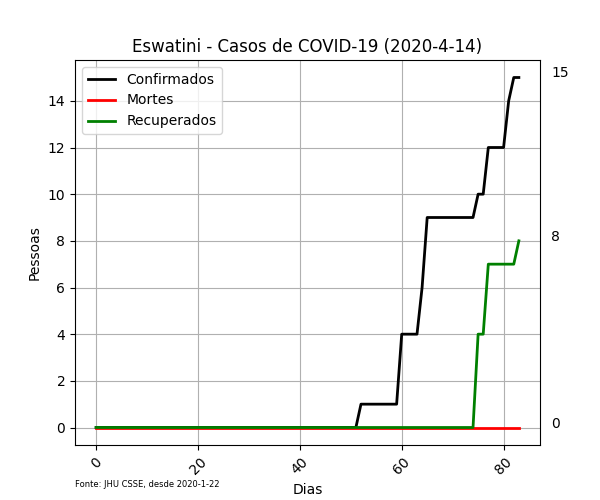 Eswatini - Casos de COVID-19 (2020-4-14)
Confirmados
Mortes
Recuperados
15
8
0
14
12
10
8
6
4
2
0
Pessoas
0 20 40 60 80
Dias
Fonte: JHU CSSE, desde 2020-1-22